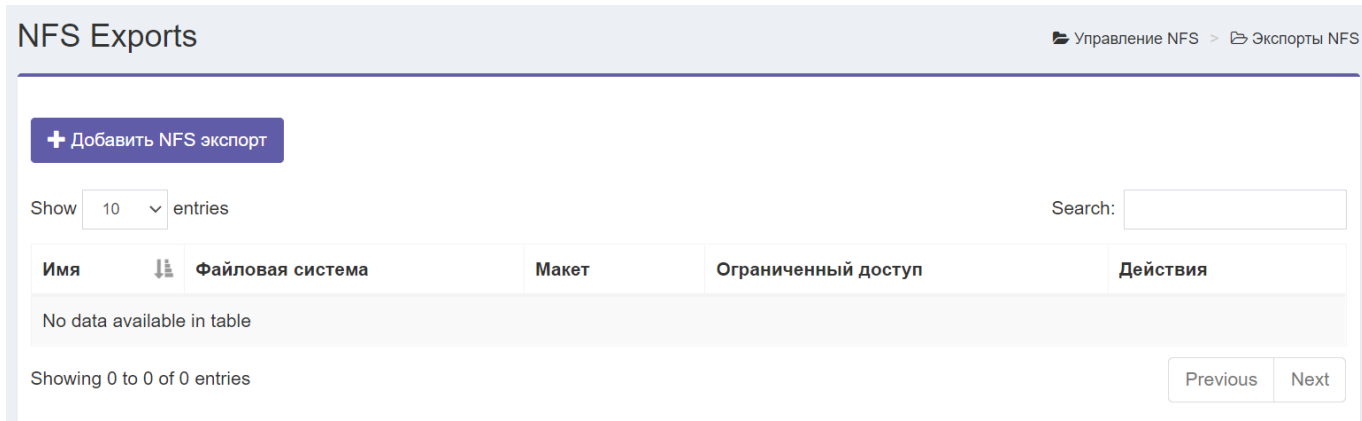 NFS Exports
Управление NFS > Экспорты NFS
Добавить NFS экспорт
Show 10 entries
Search:
Имя Файловая система Макет Ограниченный доступ Действия
No data available in table
Showing 0 to 0 of 0 entries
Previous Next